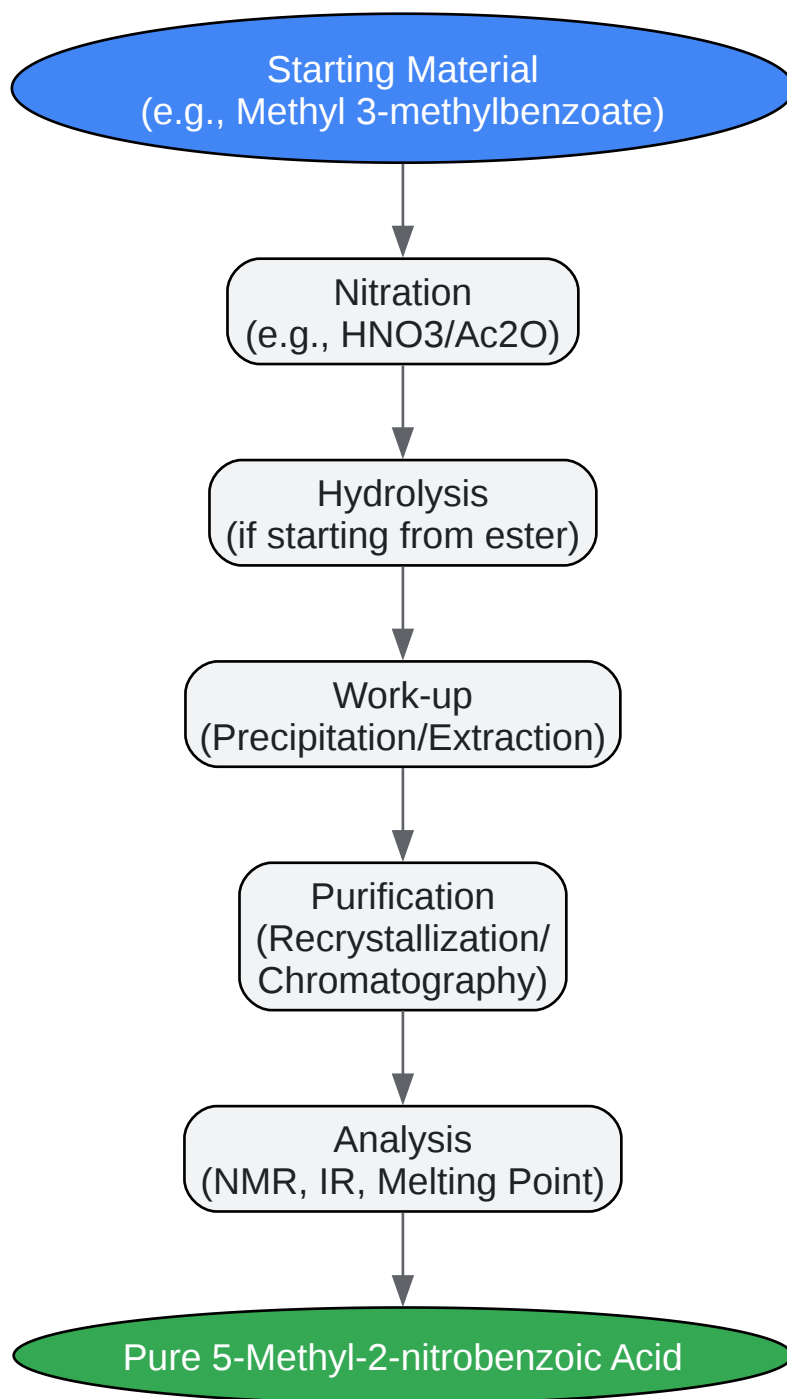 Starting Material
(e.g., Methyl 3-methylbenzoate)
Nitration
(e.g., HNO3/Ac2O)
Hydrolysis
(if starting from ester)
Work-up
(Precipitation/Extraction)
Purification
(Recrystallization/
Chromatography)
Analysis
(NMR, IR, Melting Point)
Pure 5-Methyl-2-nitrobenzoic Acid